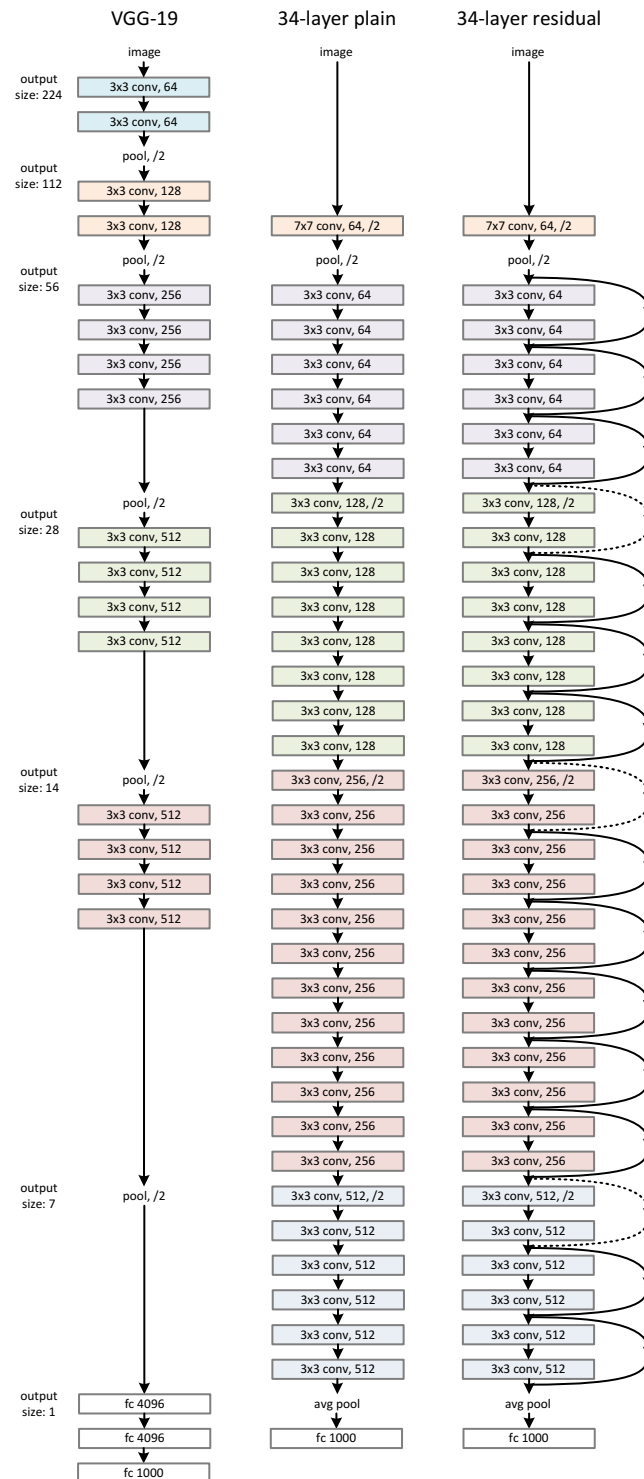 output
size: 224
output
size: 112
output
size: 56
output
size: 28
output
size: 14
output
size: 7
output
size: 1
VGG-19
image
3x3 conv, 64
3x3 conv, 64
pool, /2
3x3 conv, 128
3x3 conv, 128
pool, /2
3x3 conv, 256
3x3 conv, 256
3x3 conv, 256
3x3 conv, 256
pool, /2
3x3 conv, 512
3x3 conv, 512
3x3 conv, 512
3x3 conv, 512
pool, /2
3x3 conv, 512
3x3 conv, 512
3x3 conv, 512
3x3 conv, 512
pool, /2
fc 4096
fc 4096
fc 1000
34-layer plain
image
7x7 conv, 64, /2
pool, /2
3x3 conv, 64
3x3 conv, 64
3x3 conv, 64
3x3 conv, 64
3x3 conv, 64
3x3 conv, 64
3x3 conv, 128, /2
3x3 conv, 128
3x3 conv, 128
3x3 conv, 128
3x3 conv, 128
3x3 conv, 128
3x3 conv, 128
3x3 conv, 128
3x3 conv, 256, /2
3x3 conv, 256
3x3 conv, 256
3x3 conv, 256
3x3 conv, 256
3x3 conv, 256
3x3 conv, 256
3x3 conv, 256
3x3 conv, 256
3x3 conv, 256
3x3 conv, 256
3x3 conv, 256
3x3 conv, 512, /2
3x3 conv, 512
3x3 conv, 512
3x3 conv, 512
3x3 conv, 512
3x3 conv, 512
avg pool
fc 1000
34-layer residual
image
7x7 conv, 64, /2
pool, /2
3x3 conv, 64
3x3 conv, 64
3x3 conv, 64
3x3 conv, 64
3x3 conv, 64
3x3 conv, 64
3x3 conv, 128, /2
3x3 conv, 128
3x3 conv, 128
3x3 conv, 128
3x3 conv, 128
3x3 conv, 128
3x3 conv, 128
3x3 conv, 128
3x3 conv, 256, /2
3x3 conv, 256
3x3 conv, 256
3x3 conv, 256
3x3 conv, 256
3x3 conv, 256
3x3 conv, 256
3x3 conv, 256
3x3 conv, 256
3x3 conv, 256
3x3 conv, 256
3x3 conv, 256
3x3 conv, 512, /2
3x3 conv, 512
3x3 conv, 512
3x3 conv, 512
3x3 conv, 512
3x3 conv, 512
avg pool
fc 1000